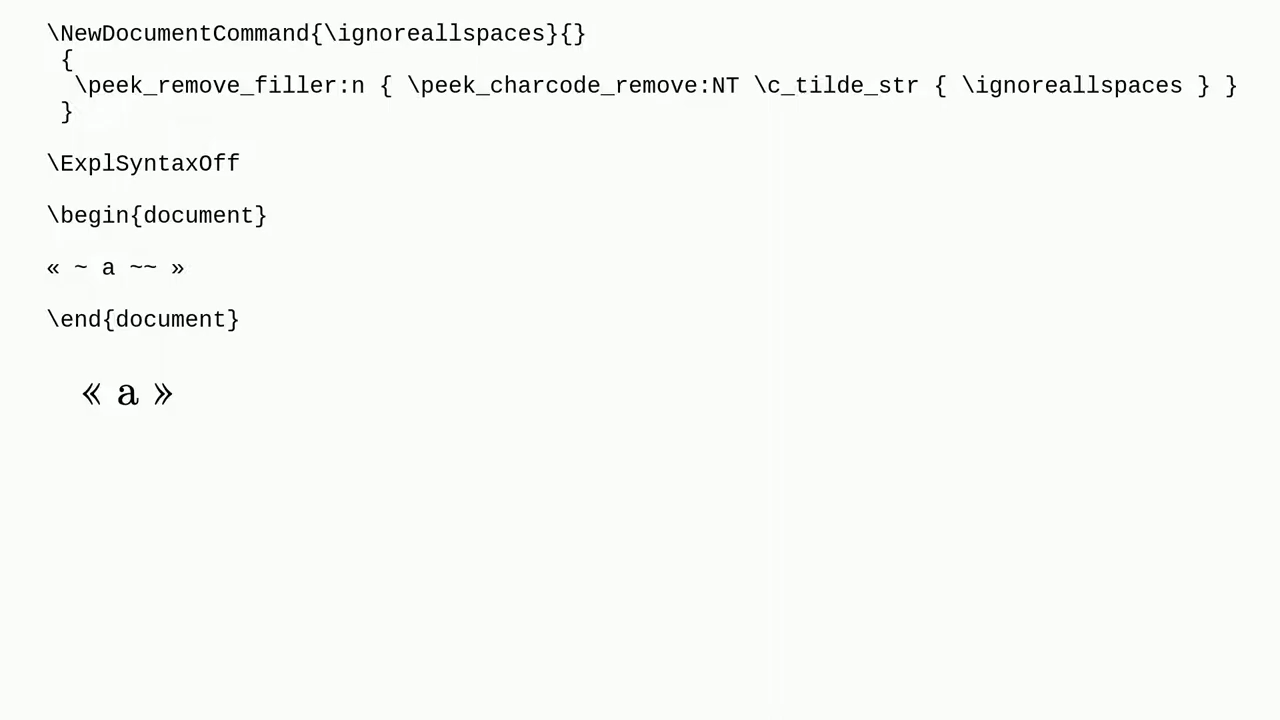 \NewDocumentCommand{\ignoreallspaces}{}
{
\peek_remove_filler:n { \peek_charcode_remove:NT \c_tilde_str { \ignoreallspaces } }
}
\ExplSyntaxOff
\begin{document}
« ~ a ~~ »
\end{document}
« a »